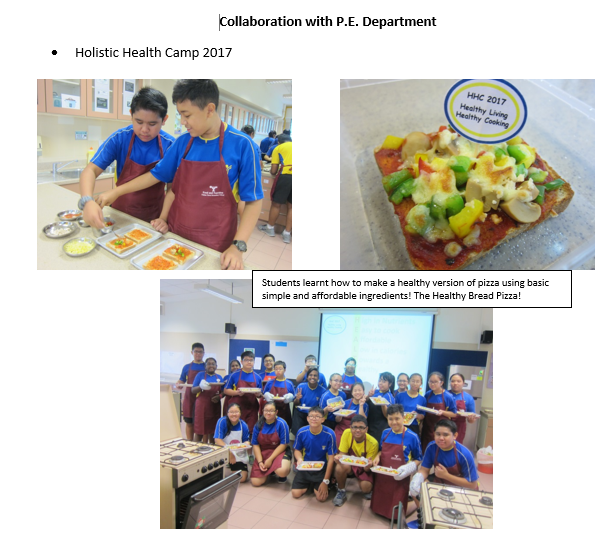 Collaboration with P.E. Department
• Holistic Health Camp 2017
HHC 2017
Healthy Living
Healthy Cooking
Students learnt how to make a healthy version of pizza using basic
simple and affordable ingredients! The Healthy Bread Pizza!